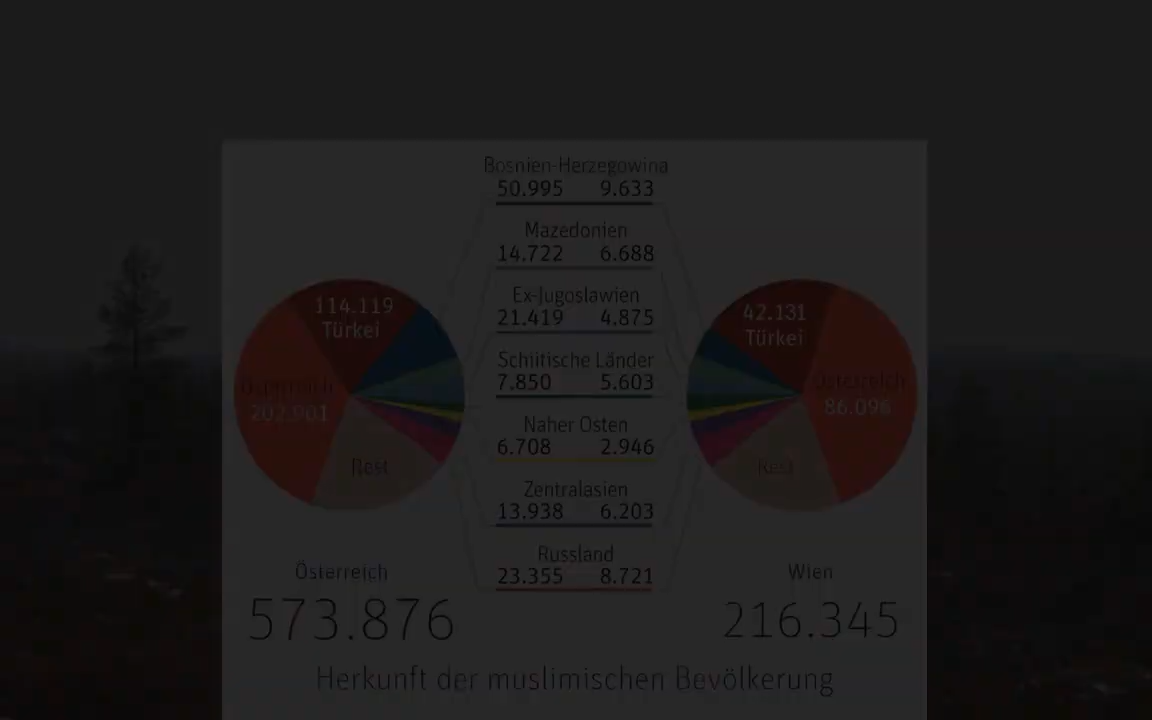 Bosnien-Herzegowina
50.995 9.633
Mazedonien
14.722 6.688
Ex-Jugoslawien
21.419 4.875
Schiitische Länder
7.850 5.603
Naher Osten
6.708 2.946
Zentralasien
13.938 6.203
Russland
23.355 8.721
114.119
Türkei
Österreich
202.901
Rest
42.131
Türkei
Österreich
86.096
Rest
Österreich
573.876
Wien
216.345
Herkunft der muslimischen Bevölkerung